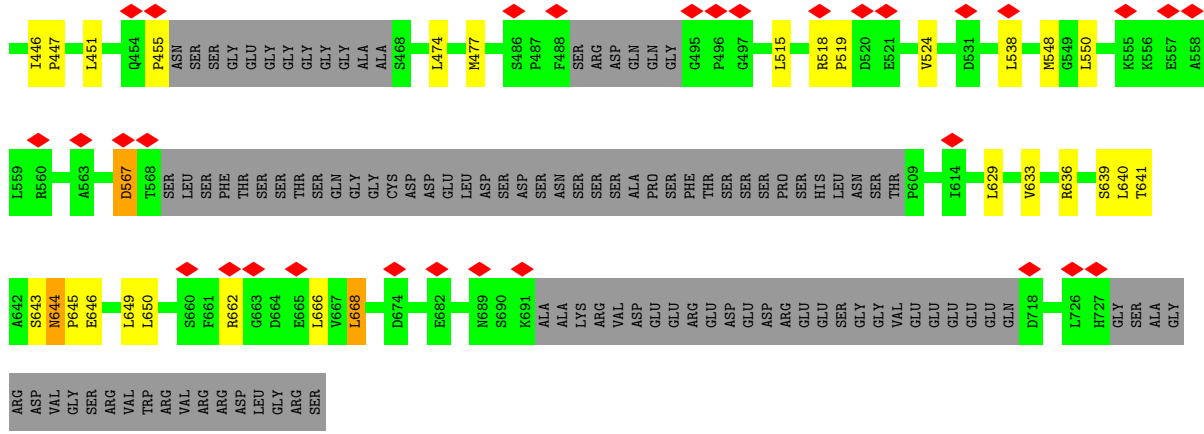 I446 P447 L451 Q454 P455 ASN SER SER GLY GLU GLY GLY GLY GLY GLY ALA ALA S468 L474 M477 S486 P487 F488 SER ARG ASP GLN GLN GLY G495 P496 G497 L515 R518 P519 D520 E521 V524 D531 L538 M548 G549 L550 K555 K556 E557 A558
L559 R560 A563 D567 T568 SER LEU SER PHE THR SER SER THR SER GLN GLY GLY CYS ASP ASP GLU LEU ASP SER ASP SER ASN SER SER SER ALA PRO SER PHE THR SER SER SER PRO SER HIS LEU ASN SER THR P609 I614 L629 V633 R636 S639 L640 T641
A642 S643 N644 P645 E646 L649 L650 S660 F661 R662 G663 D664 E665 L666 V667 L668 D674 E682 N689 S690 K691 ALA ALA LYS ARG VAL ASP GLU GLU ARG GLU ASP GLU ASP ARG GLU GLU SER GLY GLY VAL GLU GLU GLU GLU GLU GLN D718 L726 H727 GLY SER ALA GLY
ARG ASP VAL GLY SER ARG VAL TRP ARG VAL ARG ARG ASP LEU GLY ARG SER